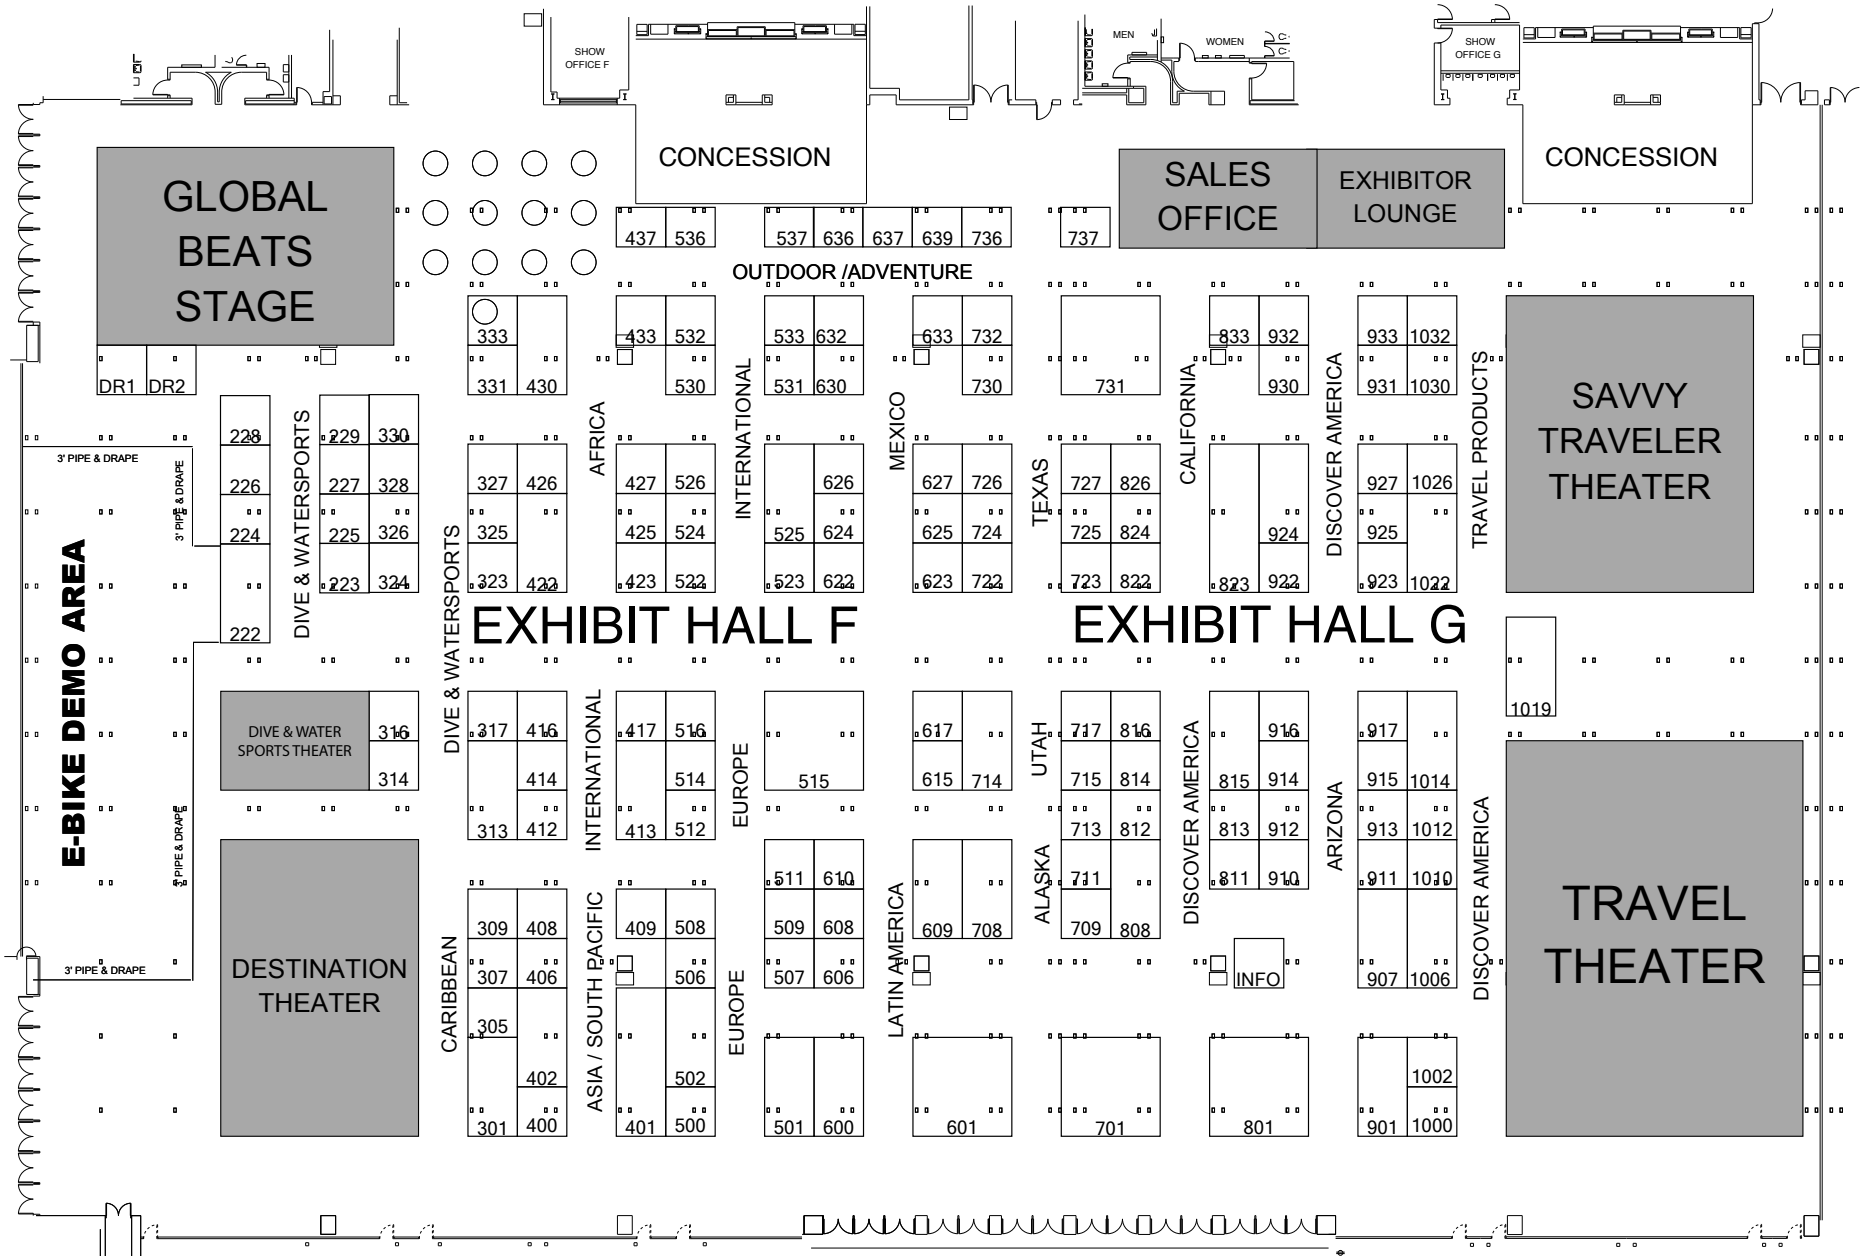 SHOW
OFFICE F
MEN
WOMEN
SHOW
OFFICE G
CONCESSION
CONCESSION
GLOBAL
BEATS
STAGE
SALES
OFFICE
EXHIBITOR
LOUNGE
437 536 537 636 637 639 736 737
OUTDOOR /ADVENTURE
333 433 532 533 632 633 732 833 932 933 1032
DR1 DR2 331 430 530 531 630 730 731 930 931 1030
SAVVY
TRAVELER
THEATER
228 229 330
3' PIPE & DRAPE
3' PIPE & DRAPE
DIVE & WATERSPORTS
DIVE & WATERSPORTS
AFRICA
INTERNATIONAL
MEXICO
TEXAS
CALIFORNIA
DISCOVER AMERICA
TRAVEL PRODUCTS
226 227 328 327 426 427 526 626 627 726 727 826 927 1026
224 225 326 325 425 524 525 624 625 724 725 824 924 925
223 324 323 422 423 522 523 622 623 722 723 822 823 922 923 1022
222
E-BIKE DEMO AREA
EXHIBIT HALL F
EXHIBIT HALL G
1019
DIVE & WATER
SPORTS THEATER
316 317 416 417 516 617 717 816 916 917
314 414 514 515 615 714 715 814 815 914 915 1014
313 412 413 512 713 812 813 912 913 1012
INTERNATIONAL
EUROPE
UTAH
ALASKA
DISCOVER AMERICA
ARIZONA
DISCOVER AMERICA
3' PIPE & DRAPE
511 610 711 811 910 911 1010
309 408 409 508 509 608 609 708 709 808
3' PIPE & DRAPE
DESTINATION
THEATER
TRAVEL
THEATER
CARIBBEAN
ASIA / SOUTH PACIFIC
EUROPE
LATIN AMERICA
307 406 506 507 606 INFO 907 1006
305
402 502 1002
301 400 401 500 501 600 601 701 801 901 1000